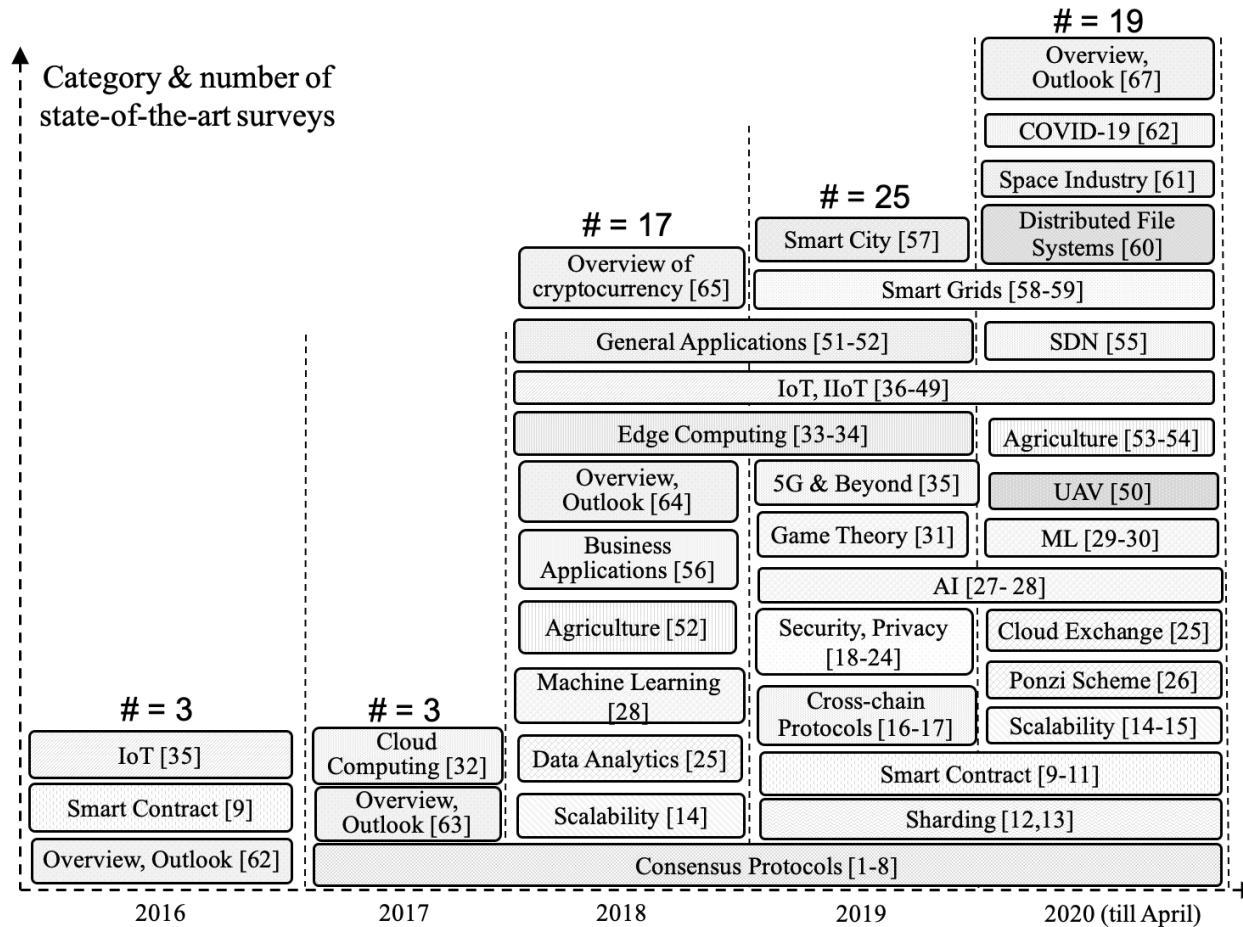 Category & number of
state-of-the-art surveys
# = 3
IoT [35]
Smart Contract [9]
Overview, Outlook [62]
# = 3
Cloud
Computing [32]
Overview,
Outlook [63]
# = 17
Overview of
cryptocurrency [65]
General Applications [51-52]
IoT, IIoT [36-49]
Edge Computing [33-34]
Overview,
Outlook [64]
Business
Applications [56]
Agriculture [52]
Machine Learning
[28]
Data Analytics [25]
Scalability [14]
Consensus Protocols [1-8]
# = 25
Smart City [57]
Smart Grids [58-59]
5G & Beyond [35]
Game Theory [31]
AI [27- 28]
Security, Privacy
[18-24]
Cross-chain
Protocols [16-17]
Smart Contract [9-11]
Sharding [12,13]
# = 19
Overview,
Outlook [67]
COVID-19 [62]
Space Industry [61]
Distributed File
Systems [60]
SDN [55]
Agriculture [53-54]
UAV [50]
ML [29-30]
Cloud Exchange [25]
Ponzi Scheme [26]
Scalability [14-15]
2016
2017
2018
2019
2020 (till April)